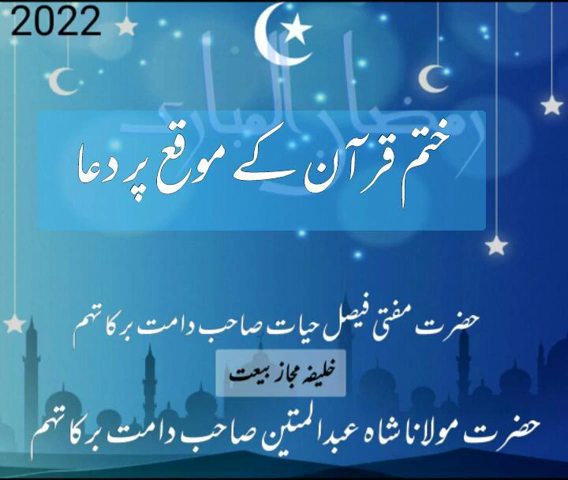 2022
رمضان المبارک
ختم قرآن کے موقع پر دعا
حضرت مفتی فیصل حیات صاحب دامت برکاتہم
خلیفہ مجاز بیعت
حضرت مولانا شاہ عبدالمتین صاحب دامت برکاتہم